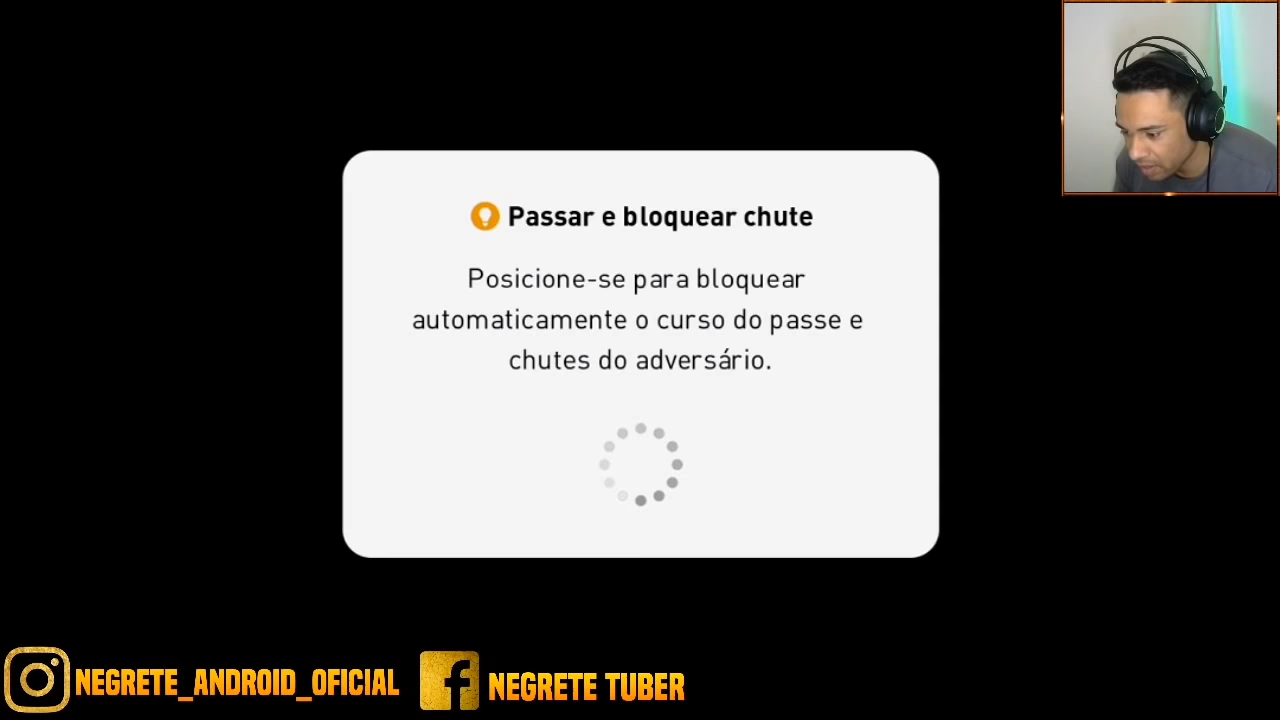 Passar e bloquear chute
Posicione-se para bloquear
automaticamente o curso do passe e
chutes do adversário.
NEGRETE_ANDROID_OFICIAL
NEGRETE TUBER